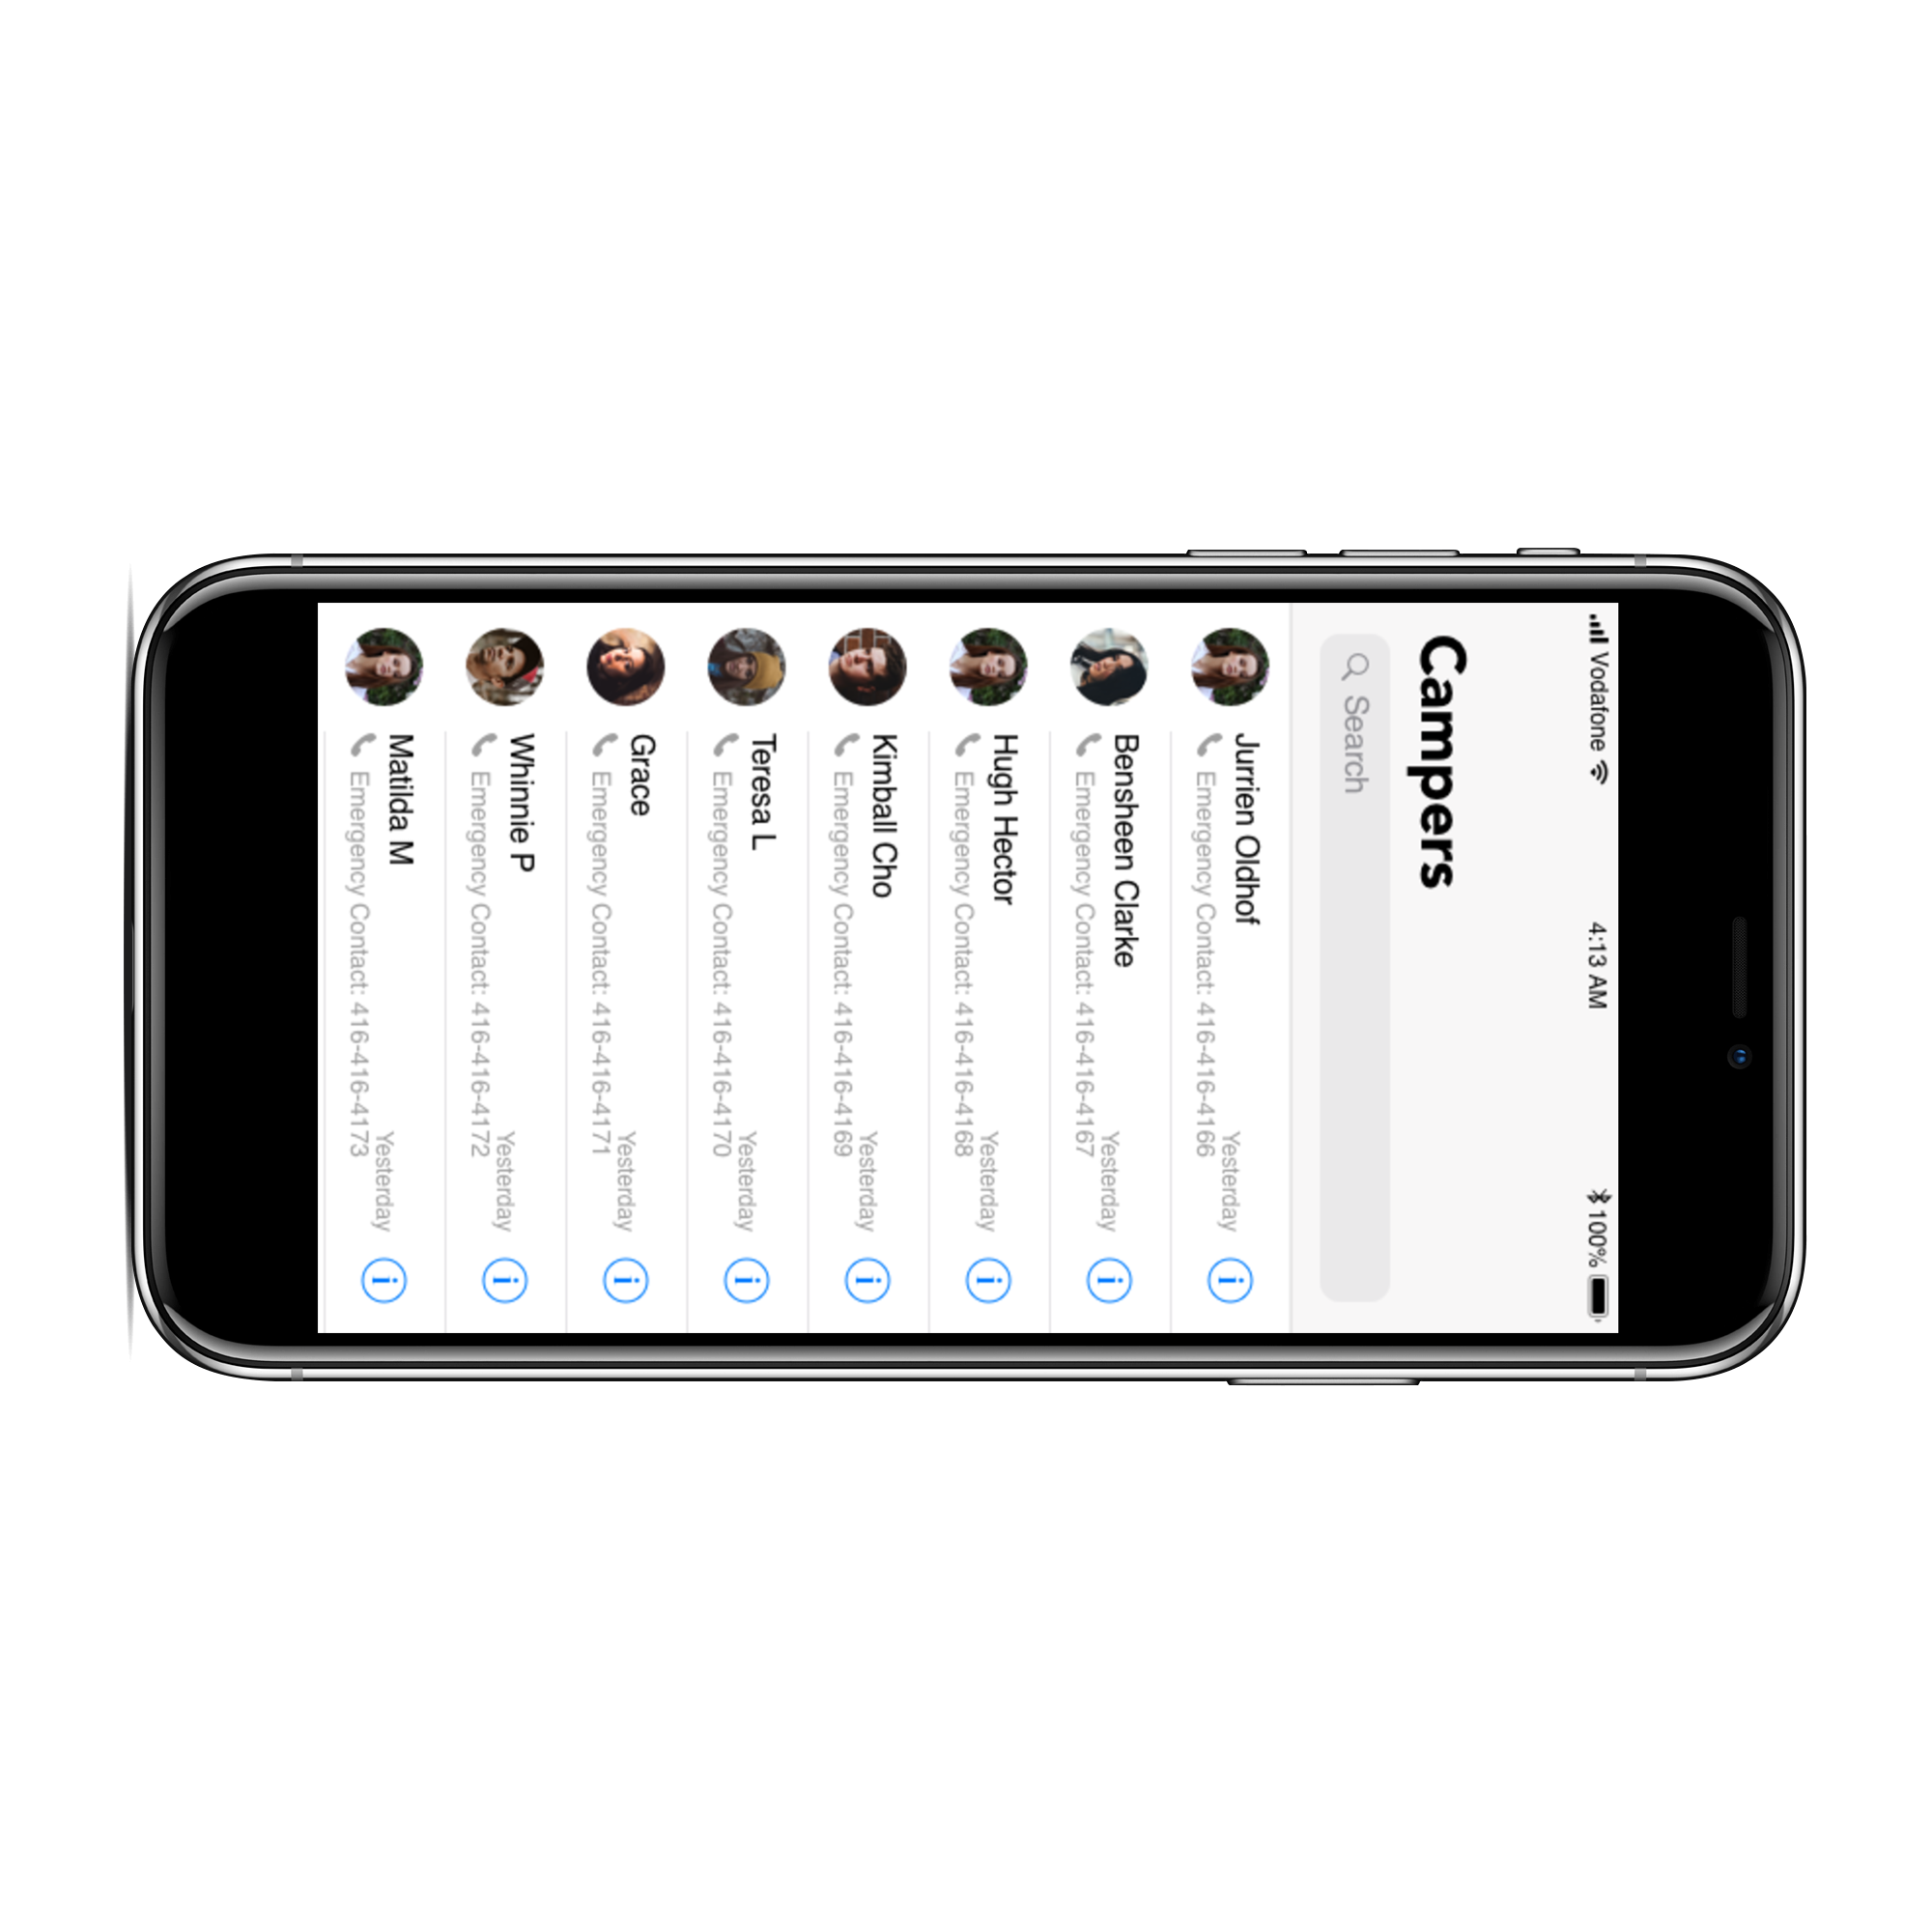 Vodafone 4:13 AM 100%
Campers
Search
Jurrien Oldhof
Emergency Contact: 416-416-4166 Yesterday
Bensheen Clarke
Emergency Contact: 416-416-4167 Yesterday
Hugh Hector
Emergency Contact: 416-416-4168 Yesterday
Kimball Cho
Emergency Contact: 416-416-4169 Yesterday
Teresa L
Emergency Contact: 416-416-4170 Yesterday
Grace
Emergency Contact: 416-416-4171 Yesterday
Whinnie P
Emergency Contact: 416-416-4172 Yesterday
Matilda M
Emergency Contact: 416-416-4173 Yesterday